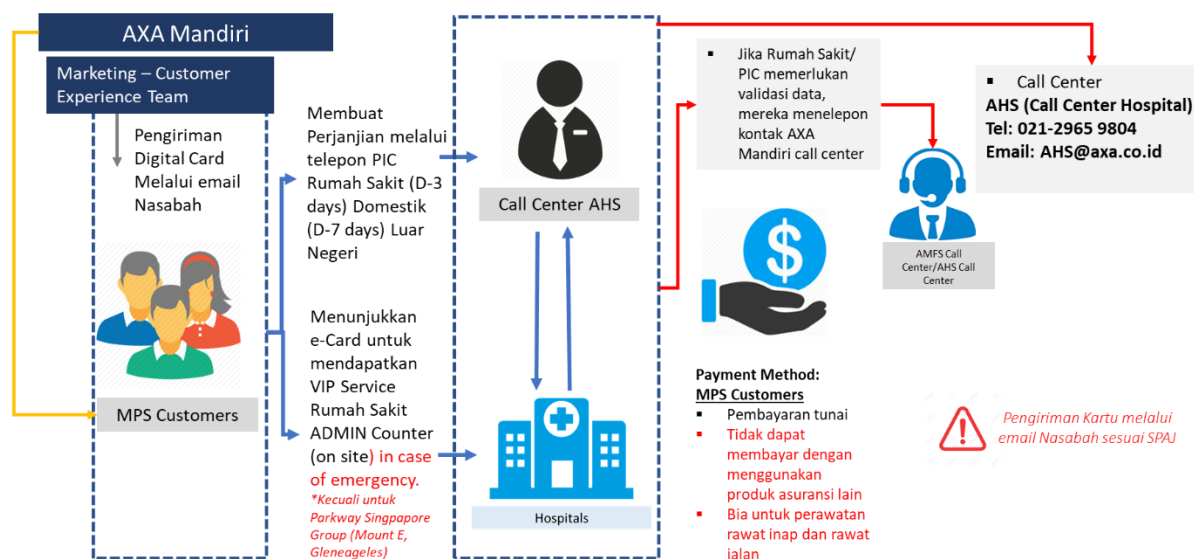 AXA Mandiri
Marketing – Customer
Experience Team
Pengiriman
Digital Card
Melalui email
Nasabah
MPS Customers
Membuat
Perjanjian melalui
telepon PIC
Rumah Sakit (D-3
days) Domestik
(D-7 days) Luar
Negeri
Menunjukkan
e-Card untuk
mendapatkan
VIP Service
Rumah Sakit
ADMIN Counter
(on site) in case
of emergency.
*Kecuali untuk
Parkway Singpapore
Group (Mount E,
Gleneageles)
Call Center AHS
Hospitals
▪ Jika Rumah Sakit/
PIC memerlukan
validasi data,
mereka menelepon
kontak AXA
Mandiri call center
AMFS Call
Center/AHS Call
Center
▪ Call Center
AHS (Call Center Hospital)
Tel: 021-2965 9804
Email: AHS@axa.co.id
$
Payment Method:
MPS Customers
▪ Pembayaran tunai
▪ Tidak dapat
membayar dengan
menggunakan
produk asuransi lain
▪ Bia untuk perawatan
rawat inap dan rawat
jalan
Pengiriman Kartu melalui
email Nasabah sesuai SPAJ